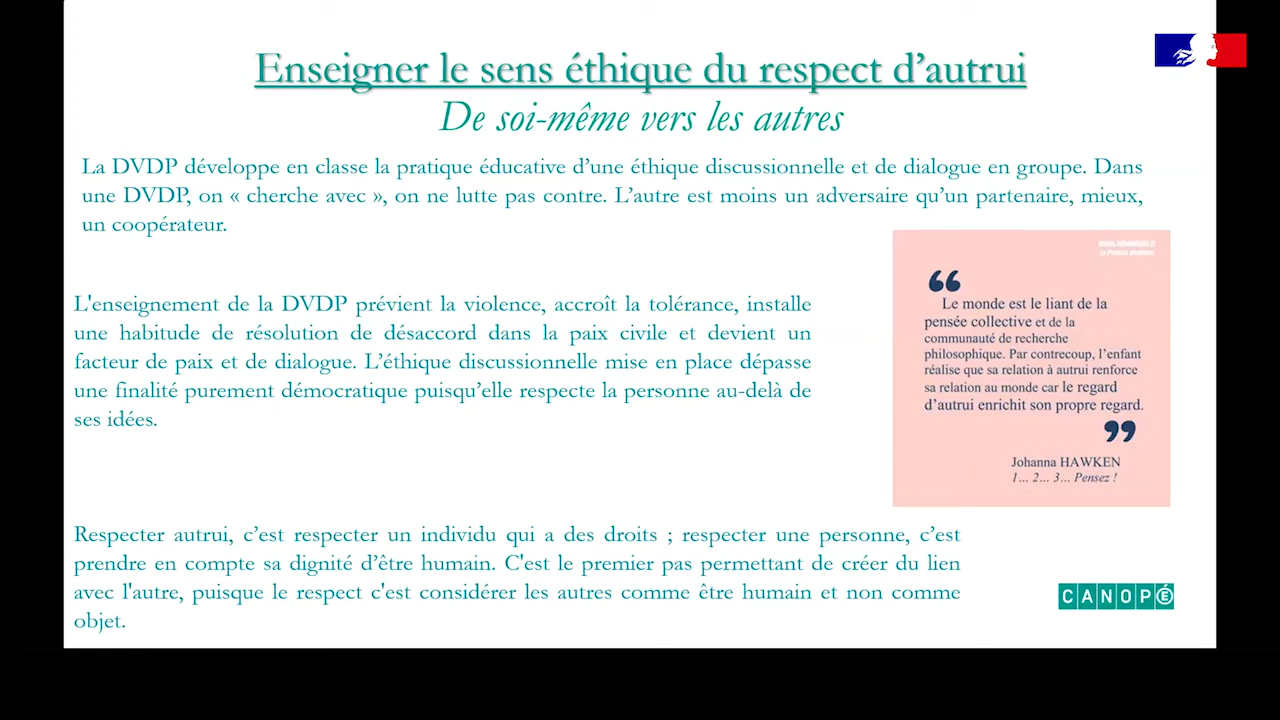 Enseigner le sens éthique du respect d’autrui
De soi-même vers les autres
La DVDP développe en classe la pratique éducative d’une éthique discussionnelle et de dialogue en groupe. Dans
une DVDP, on « cherche avec », on ne lutte pas contre. L’autre est moins un adversaire qu’un partenaire, mieux,
un coopérateur.
L'enseignement de la DVDP prévient la violence, accroît la tolérance, installe
une habitude de résolution de désaccord dans la paix civile et devient un
facteur de paix et de dialogue. L’éthique discussionnelle mise en place dépasse
une finalité purement démocratique puisqu’elle respecte la personne au-delà de
ses idées.
“
Le monde est le liant de la
pensée collective et de la
communauté de recherche
philosophique. Par contrecoup, l’enfant
réalise que sa relation à autrui renforce
sa relation au monde car le regard
d’autrui enrichit son propre regard.
”
Johanna HAWKEN
1… 2… 3… Pensez !
Respecter autrui, c’est respecter un individu qui a des droits ; respecter une personne, c’est
prendre en compte sa dignité d’être humain. C'est le premier pas permettant de créer du lien
avec l'autre, puisque le respect c'est considérer les autres comme être humain et non comme
objet.
CANOPÉ